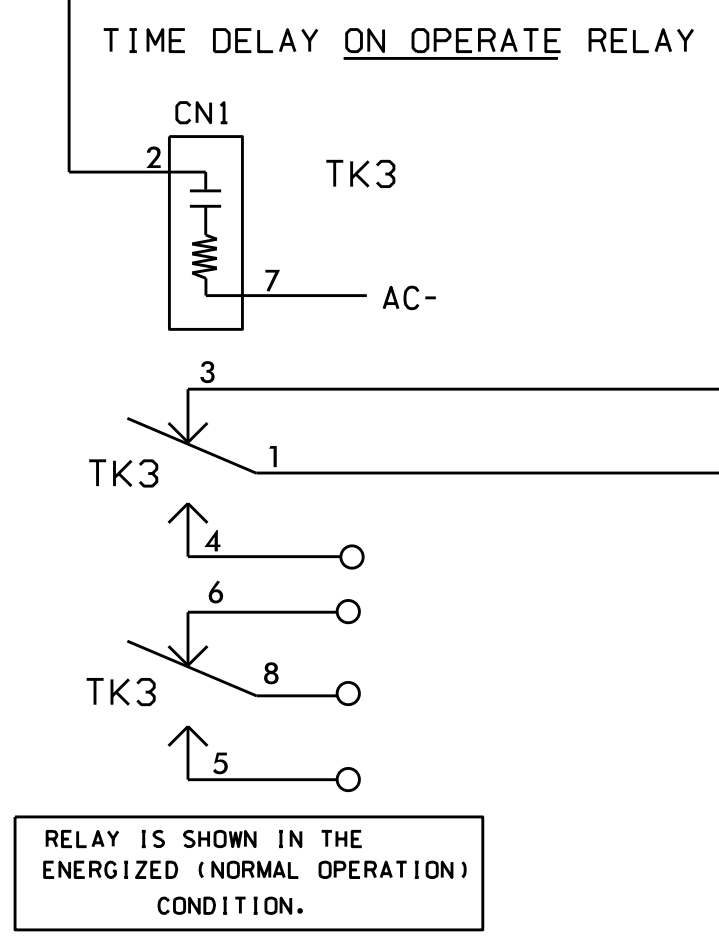 TIME DELAY ON OPERATE RELAY
CN1
2
TK3
7
AC-
3
1
TK3
4
6
8
TK3
5
RELAY IS SHOWN IN THE
ENERGIZED (NORMAL OPERATION)
CONDITION.